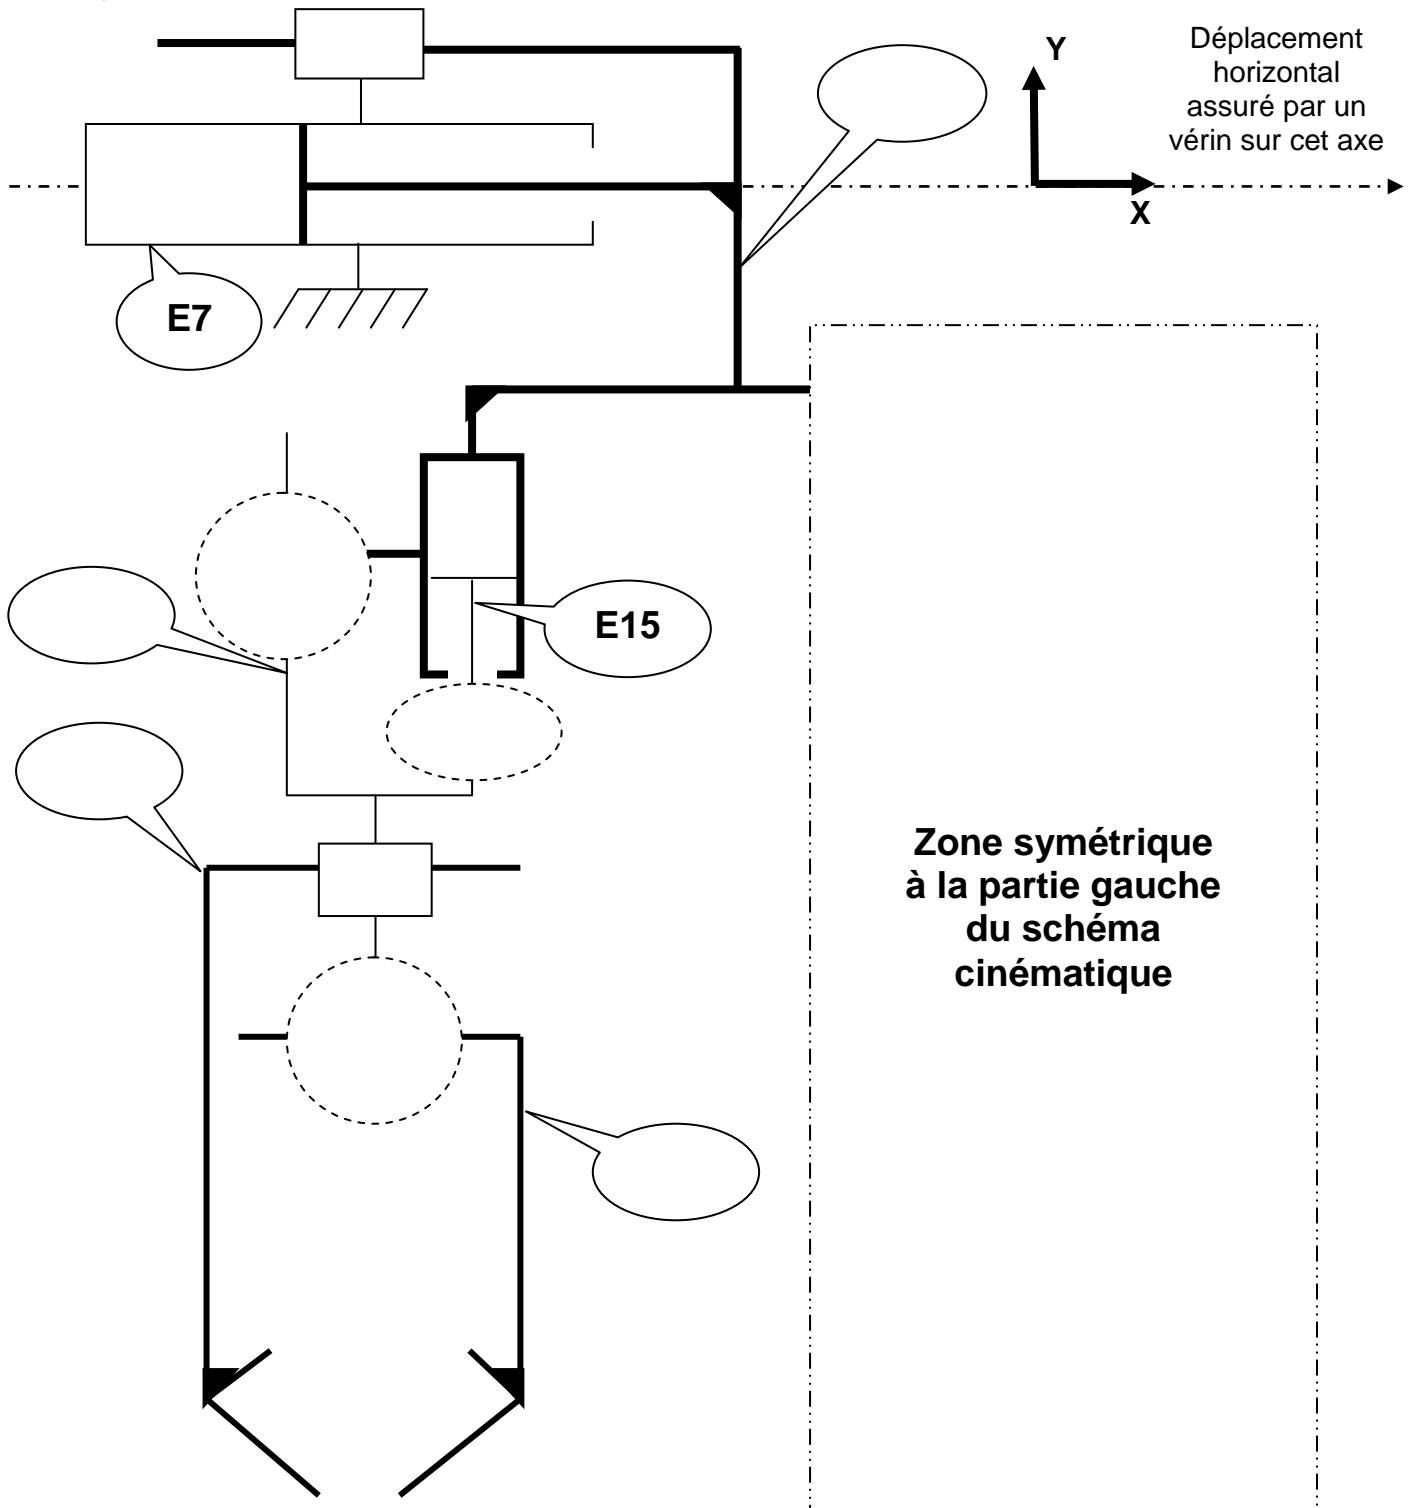 Y
Déplacement
horizontal
assuré par un
vérin sur cet axe
X
E7
E15
Zone symétrique
à la partie gauche
du schéma
cinématique